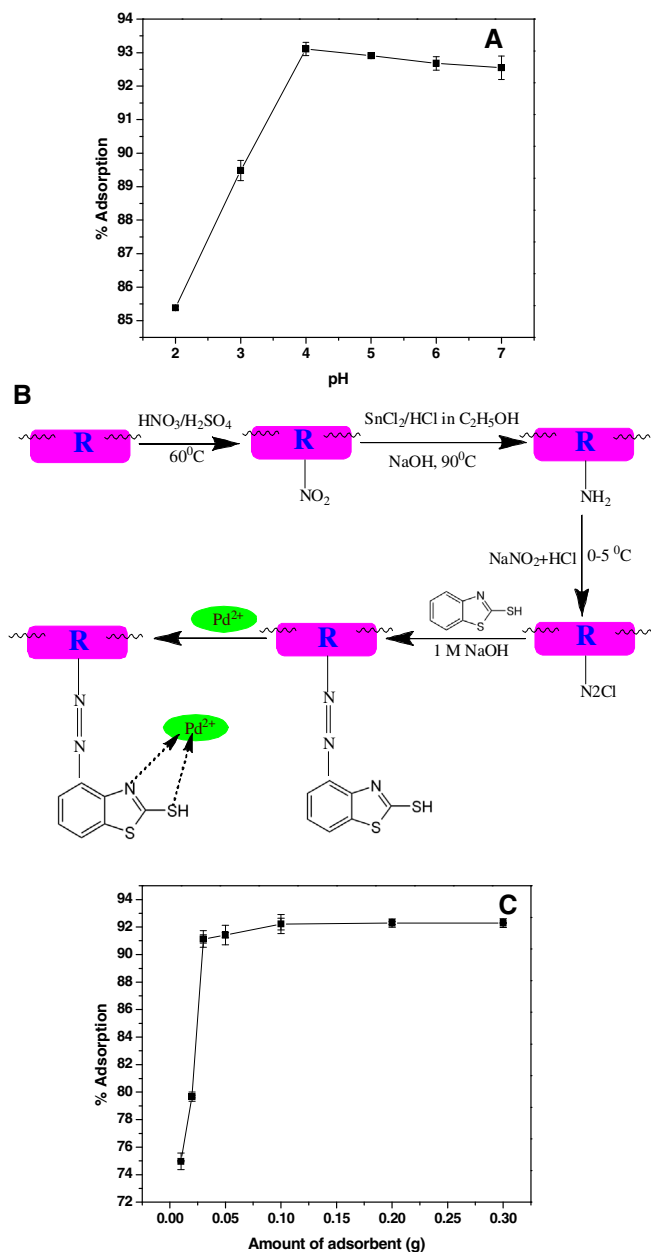 A
94
93
92
91
90
89
88
87
86
85
% Adsorption
2 3 4 5 6 7
pH
B
R
HNO₃/H₂SO₄
60⁰C
R
NO₂
SnCl₂/HCl in C₂H₅OH
NaOH, 90⁰C
R
NH₂
NaNO₂+HCl
0-5 ⁰C
R
N2Cl
N
S
SH
1 M NaOH
R
N
N
N
S
SH
Pd²⁺
R
N
N
Pd²⁺
N
S
SH
C
94
92
90
88
86
84
82
80
78
76
74
72
% Adsorption
0.00 0.05 0.10 0.15 0.20 0.25 0.30
Amount of adsorbent (g)